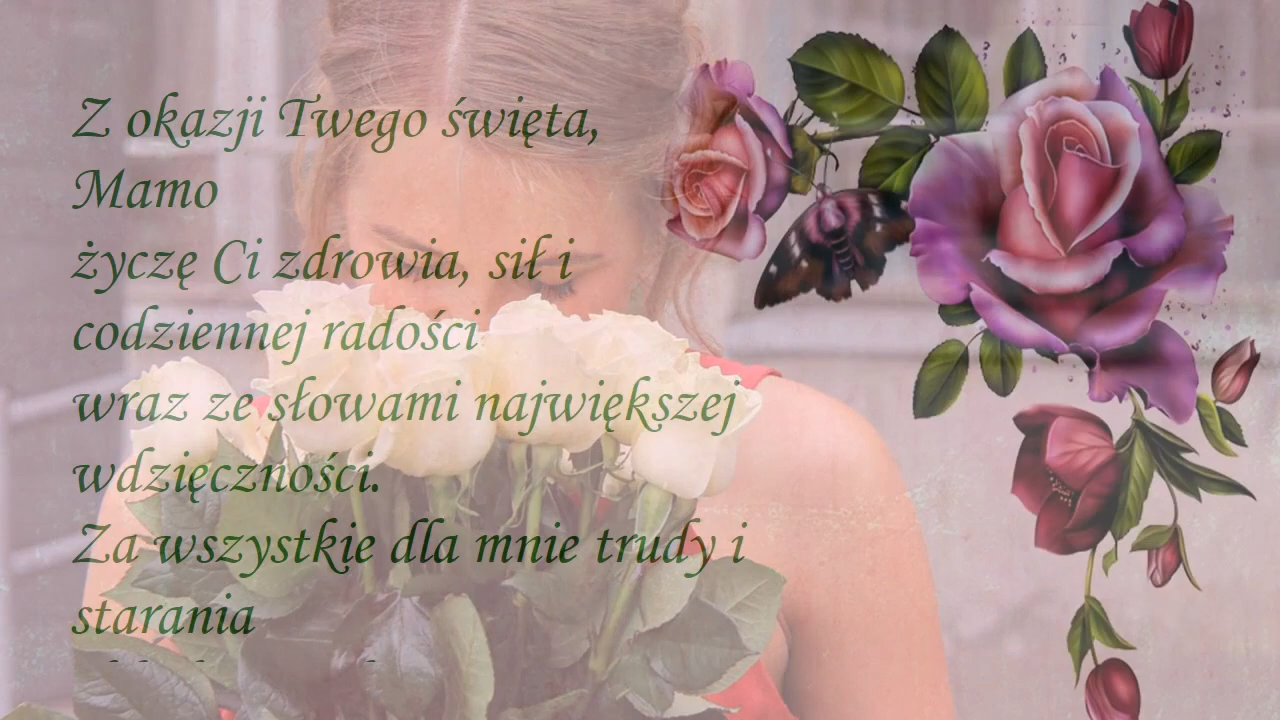 Z okazji Twego święta,
Mamo
życzę Ci zdrowia, sił i
codziennej radości
wraz ze słowami największej
wdzięczności.
Za wszystkie dla mnie trudy i
starania